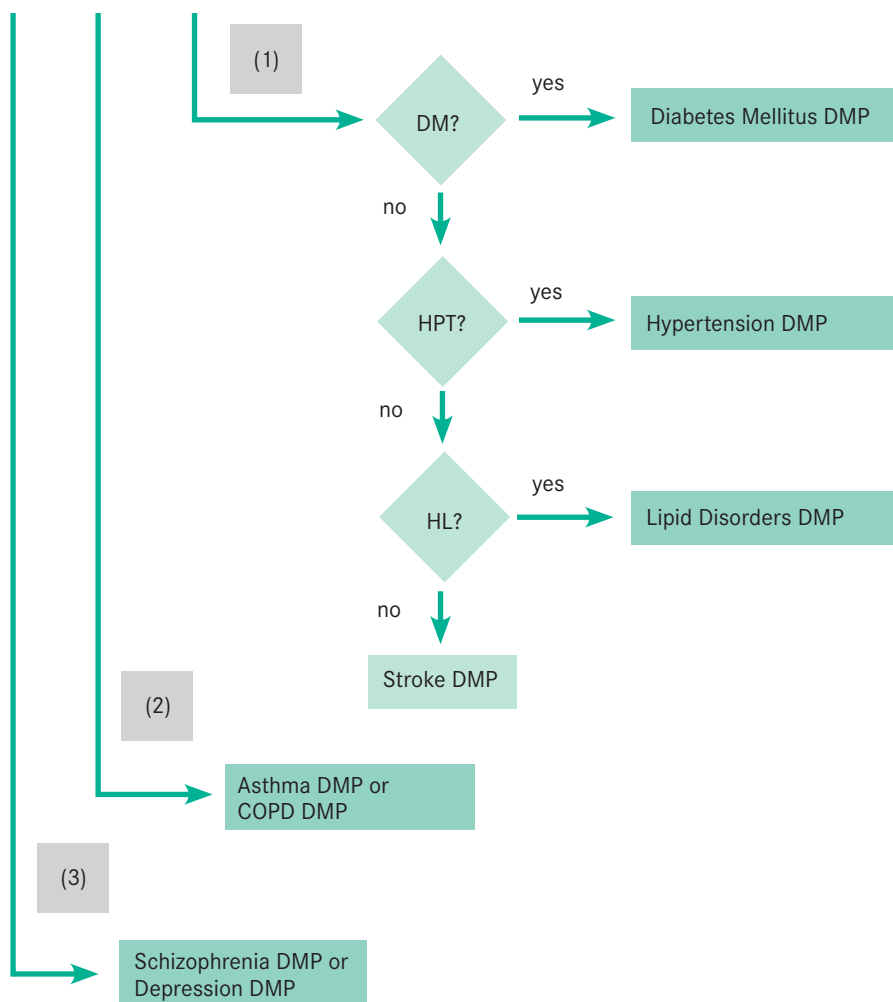 (1)
DM?
yes
Diabetes Mellitus DMP
no
HPT?
yes
Hypertension DMP
no
HL?
yes
Lipid Disorders DMP
no
Stroke DMP
(2)
Asthma DMP or
COPD DMP
(3)
Schizophrenia DMP or
Depression DMP